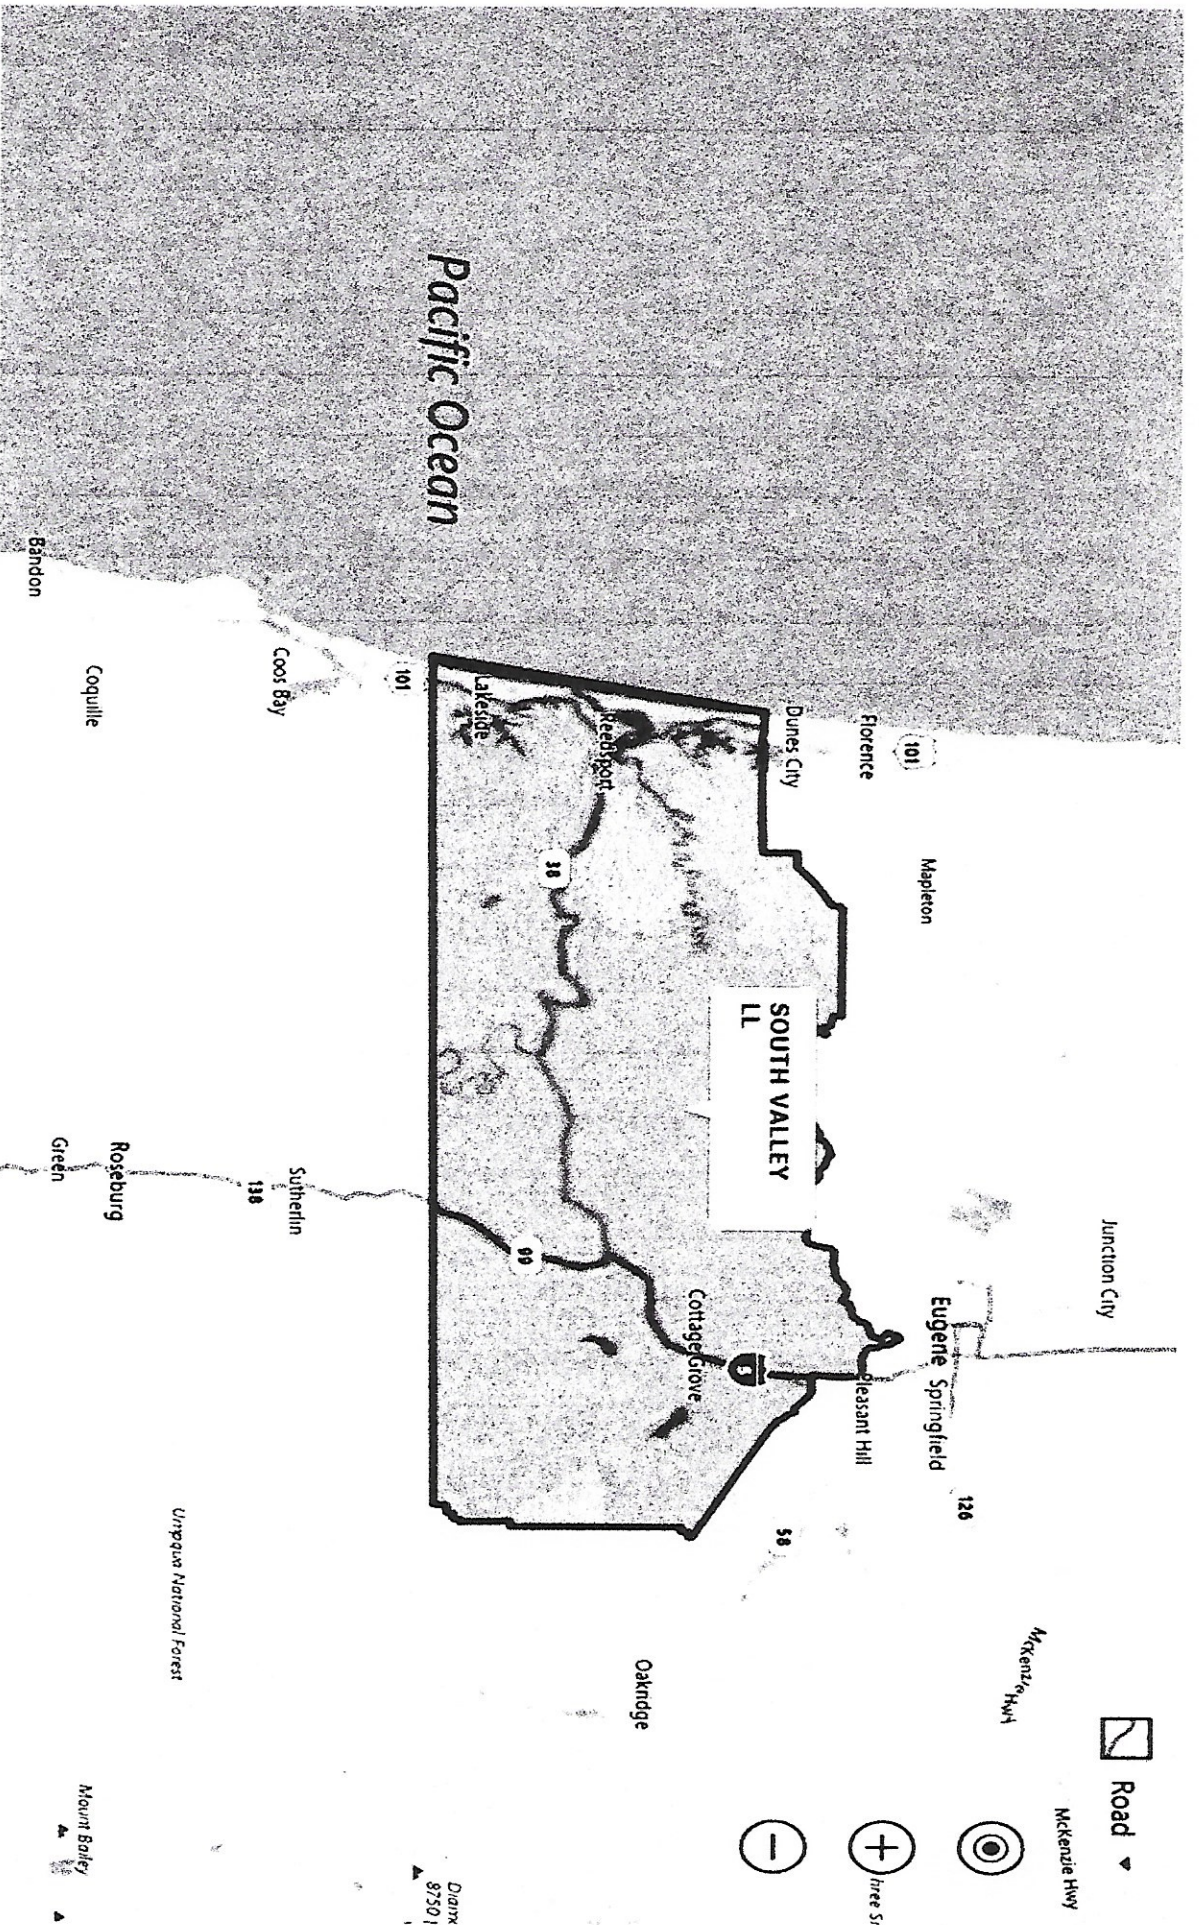 Road
McKenzie Hwy
McKenzie Hwy
Junction City
126
Eugene
Springfield
Mapleton
101
Florence
Pleasant Hill
Dunes City
58
SOUTH VALLEY
LL
5
Cottage Grove
Oakridge
Reedsport
38
99
Lakeside
Pacific Ocean
101
8750
Sutherlin
Coos Bay
138
Umpqua National Forest
Roseburg
Coquille
Mount Bailey
Green
Bandon